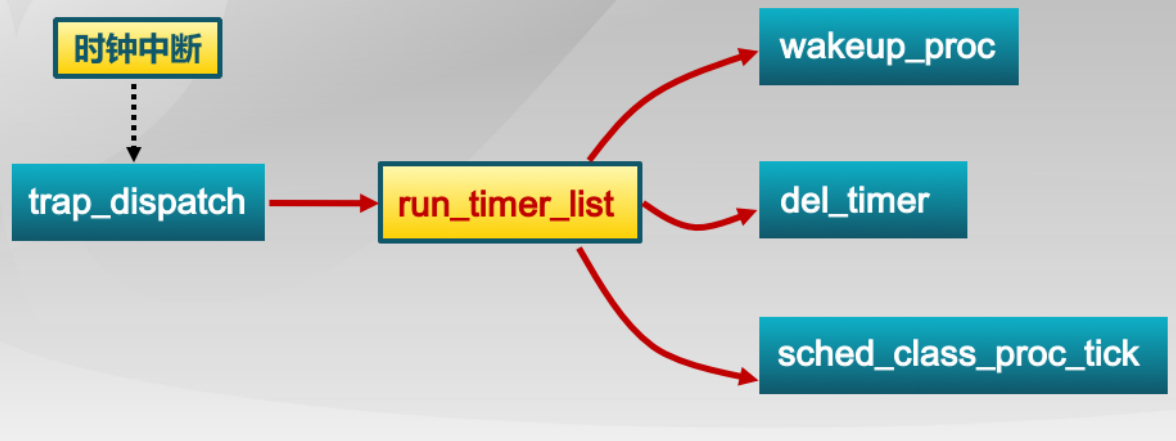 时钟中断
wakeup_proc
trap_dispatch
run_timer_list
del_timer
sched_class_proc_tick